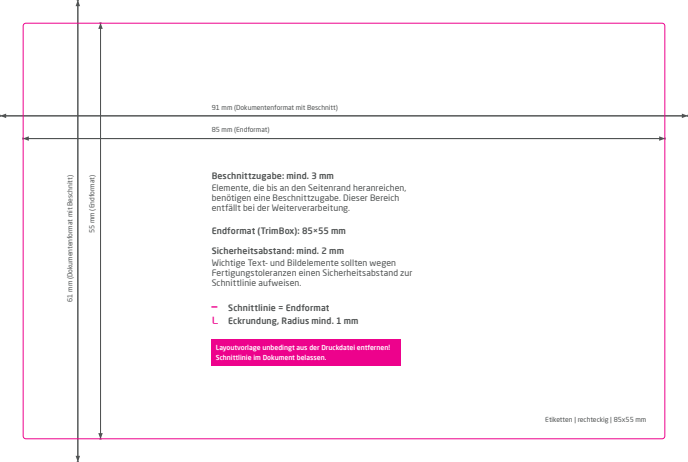 91 mm (Dokumentenformat mit Beschnitt)
85 mm (Endformat)
61 mm (Dokumentenformat mit Beschnitt)
55 mm (Endformat)
Beschnittzugabe: mind. 3 mm
Elemente, die bis an den Seitenrand heranreichen,
benötigen eine Beschnittzugabe. Dieser Bereich
entfällt bei der Weiterverarbeitung.
Endformat (TrimBox): 85×55 mm
Sicherheitsabstand: mind. 2 mm
Wichtige Text- und Bildelemente sollten wegen
Fertigungstoleranzen einen Sicherheitsabstand zur
Schnittlinie aufweisen.
Schnittlinie = Endformat
Eckrundung, Radius mind. 1 mm
Layoutvorlage unbedingt aus der Druckdatei entfernen!
Schnittlinie im Dokument belassen.
Etiketten | rechteckig | 85x55 mm